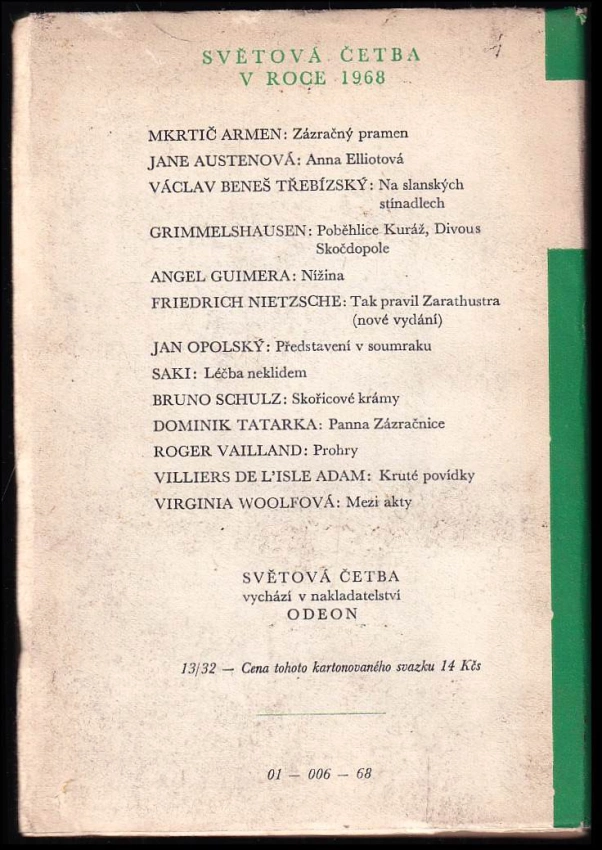 SVĚTOVÁ ČETBA
V ROCE 1968
MKRTIČ ARMEN: Zázračný pramen
JANE AUSTENOVÁ: Anna Elliotová
VÁCLAV BENEŠ TŘEBÍZSKÝ: Na slanských
stínadlech
GRIMMELSHAUSEN: Poběhlice Kuráž, Divous
Skočdopole
ANGEL GUIMERA: Nížina
FRIEDRICH NIETZSCHE: Tak pravil Zarathustra
(nové vydání)
JAN OPOLSKÝ: Představení v soumraku
SAKI: Léčba neklidem
BRUNO SCHULZ: Skořicové krámy
DOMINIK TATARKA: Panna Zázračnice
ROGER VAILLAND: Prohry
VILLIERS DE L'ISLE ADAM: Kruté povídky
VIRGINIA WOOLFOVÁ: Mezi akty
SVĚTOVÁ ČETBA
vychází v nakladatelství
ODEON
13/32 — Cena tohoto kartonovaného svazku 14 Kčs
01 — 006 — 68